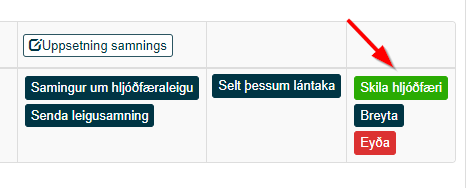 Uppsetning samnings
Samingur um hljóðfæraleigu
Senda leigusamning
Selt þessum lántaka
Skila hljóðfæri
Breyta
Eyða